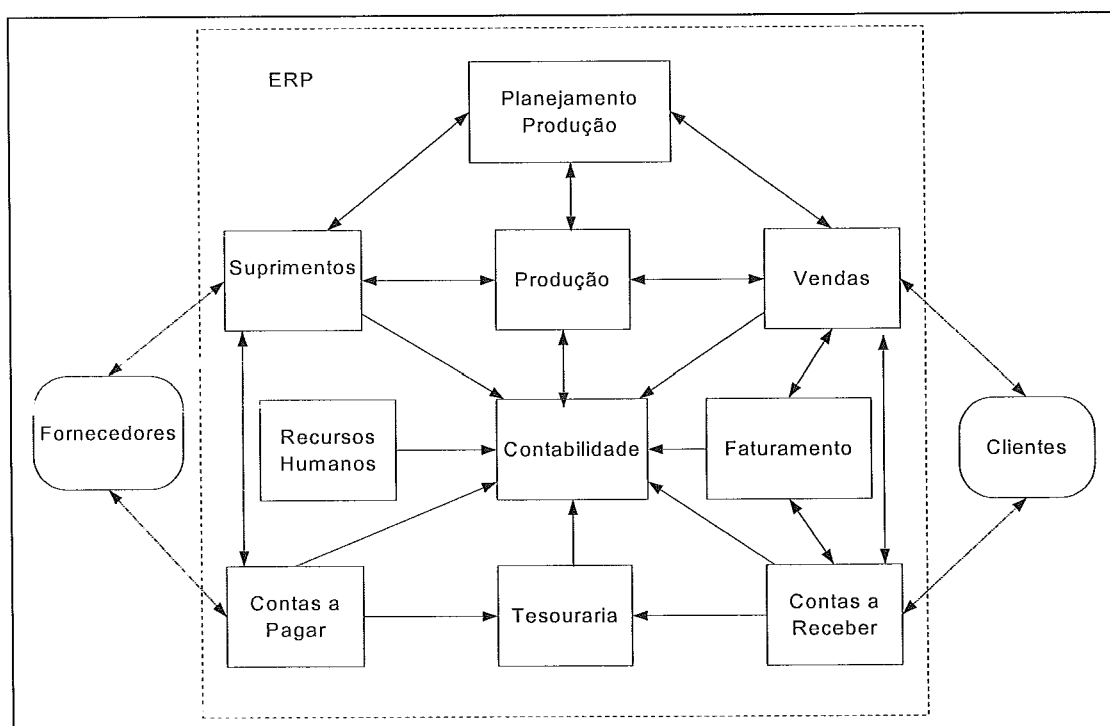 ERP
Planejamento
Produção
Suprimentos
Produção
Vendas
Fornecedores
Recursos
Humanos
Contabilidade
Faturamento
Clientes
Contas a
Pagar
Tesouraria
Contas a
Receber